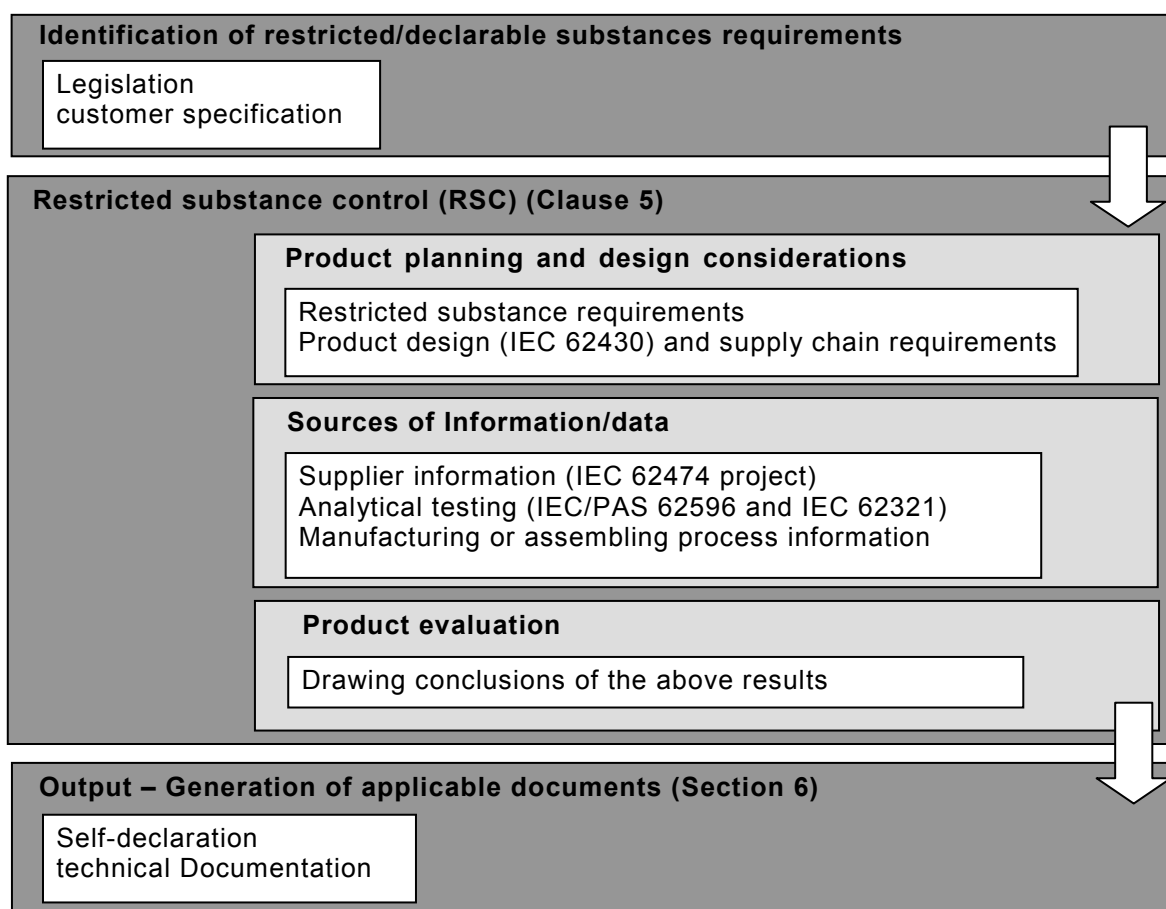 Identification of restricted/declarable substances requirements
Legislation
customer specification
Restricted substance control (RSC) (Clause 5)
Product planning and design considerations
Restricted substance requirements
Product design (IEC 62430) and supply chain requirements
Sources of Information/data
Supplier information (IEC 62474 project)
Analytical testing (IEC/PAS 62596 and IEC 62321)
Manufacturing or assembling process information
Product evaluation
Drawing conclusions of the above results
Output – Generation of applicable documents (Section 6)
Self-declaration
technical Documentation